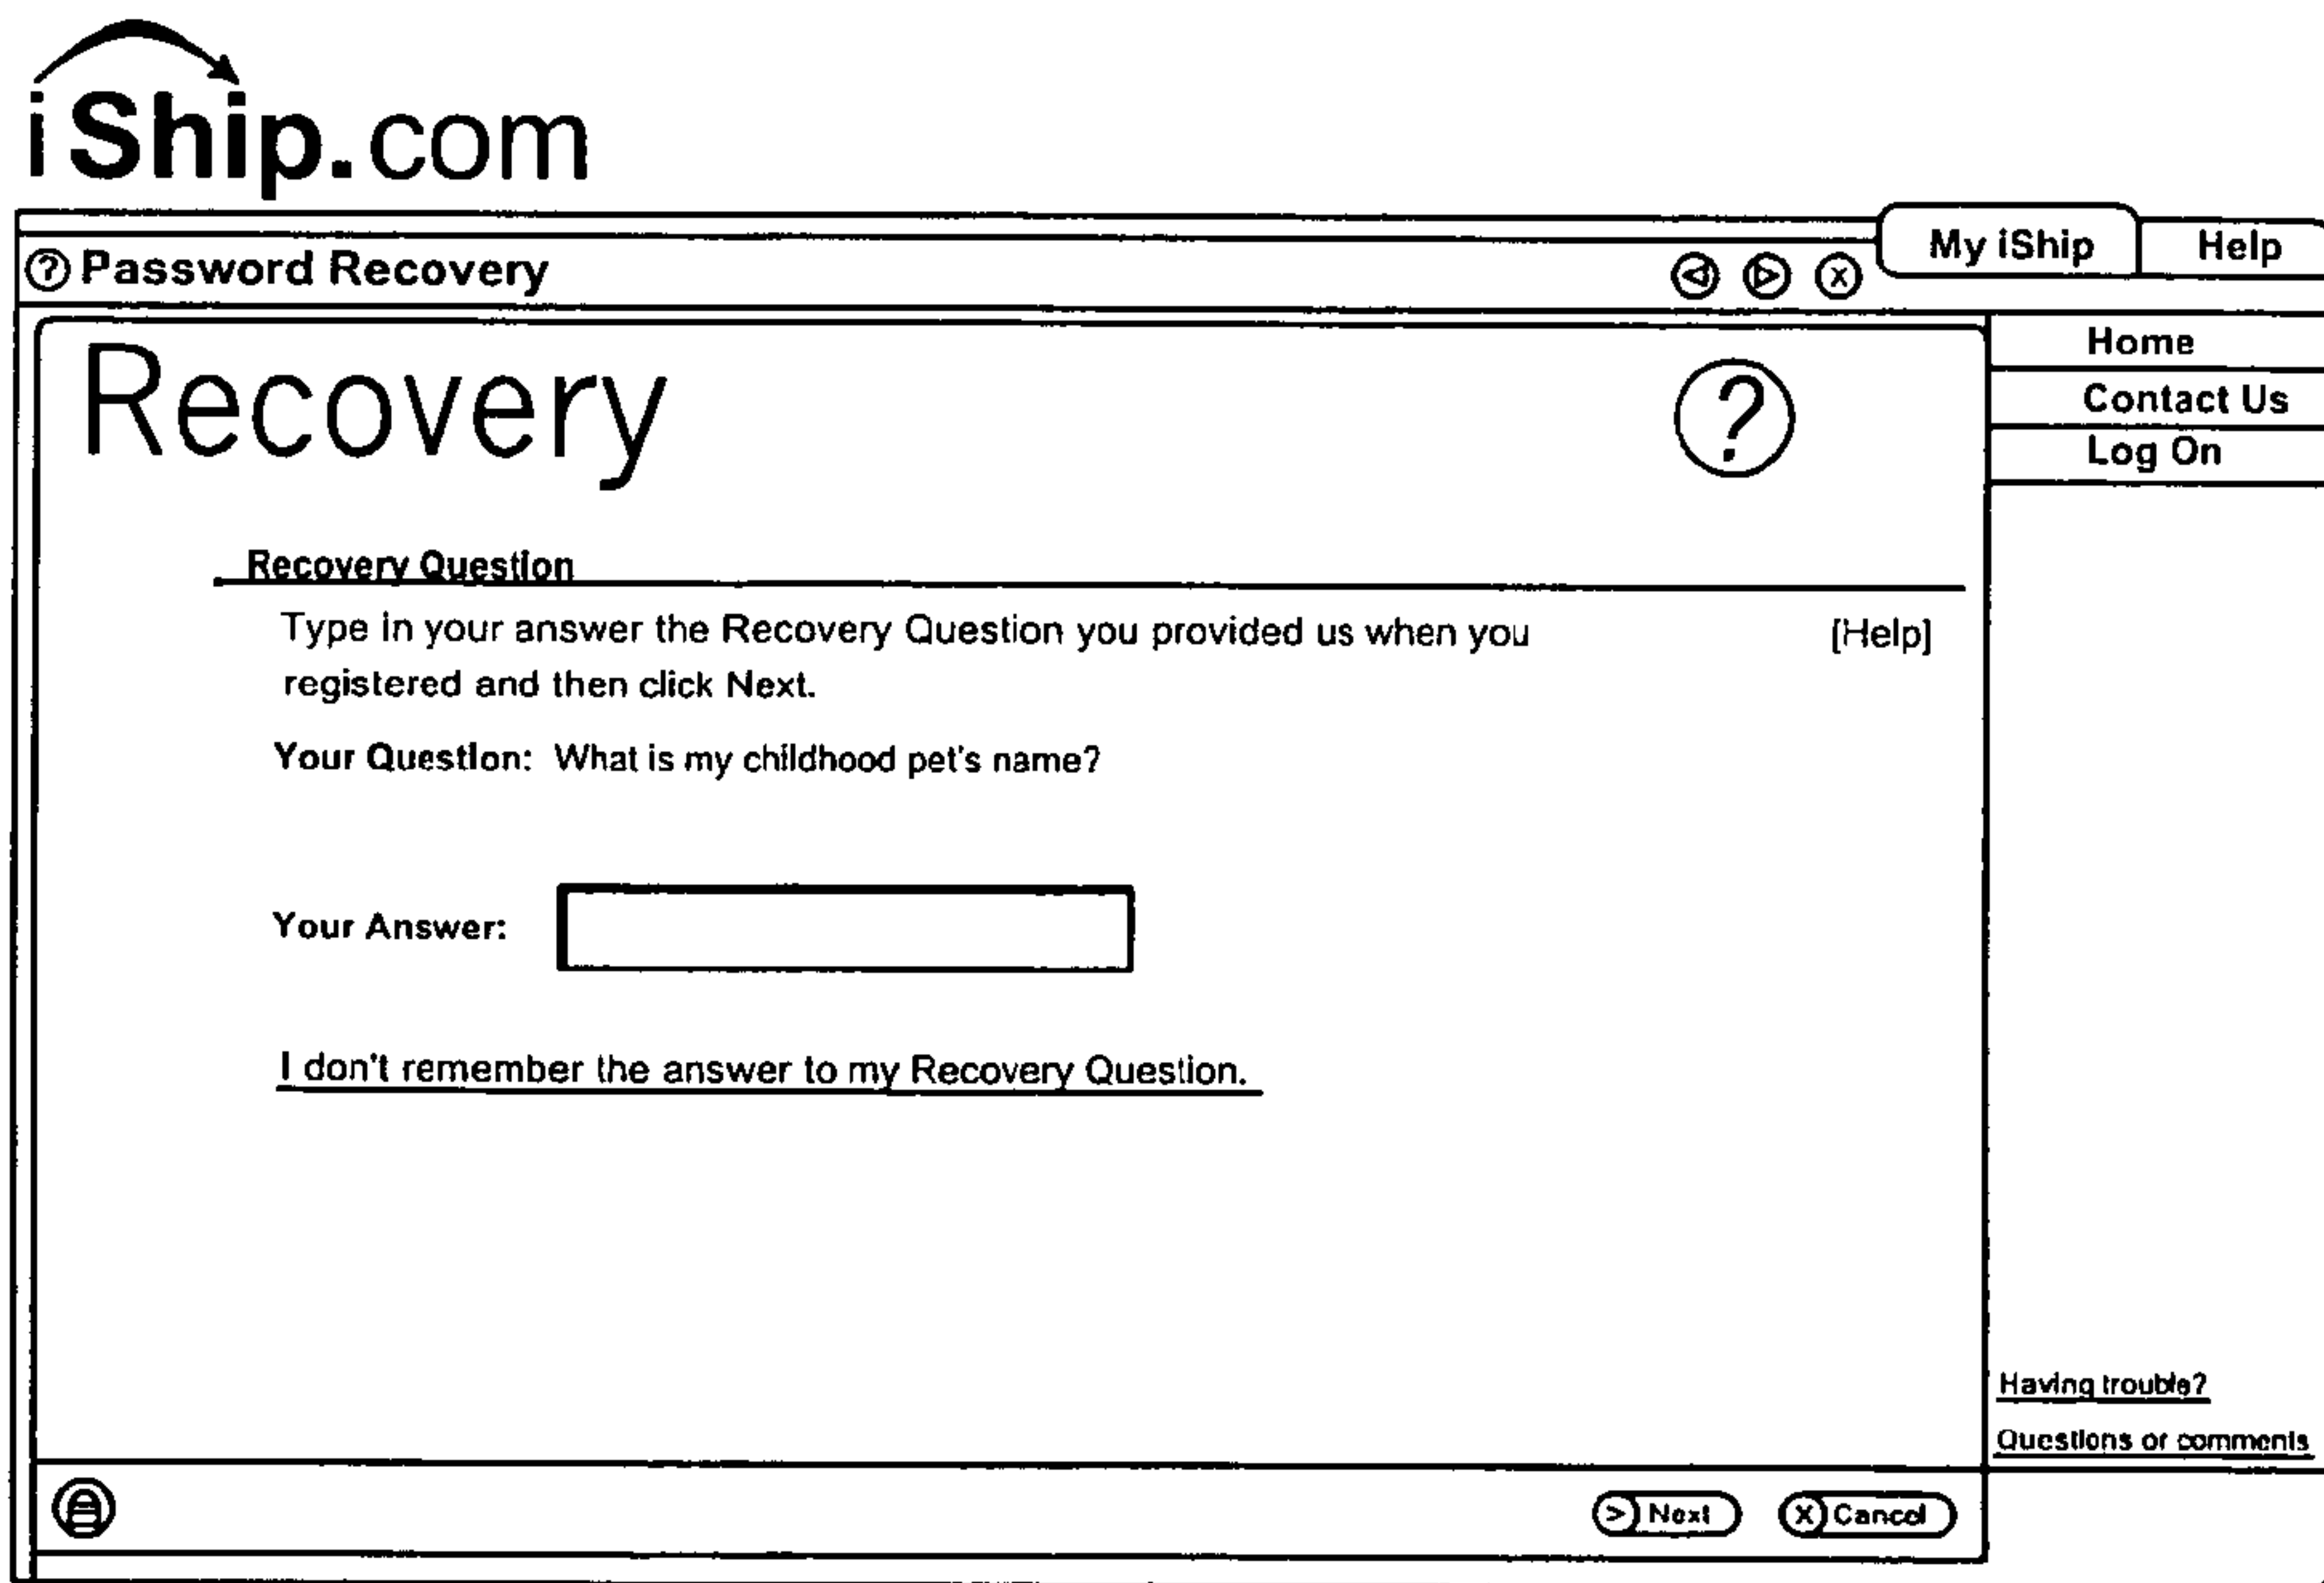 iShip.com
My iShip
Help
? Password Recovery
X
Home
Contact Us
Log On
Recovery
?
Recovery Question
Type in your answer the Recovery Question you provided us when you
registered and then click Next.
[Help]
Your Question: What is my childhood pet's name?
Your Answer:
I don't remember the answer to my Recovery Question.
Having trouble?
Questions or comments
> Next
X Cancel